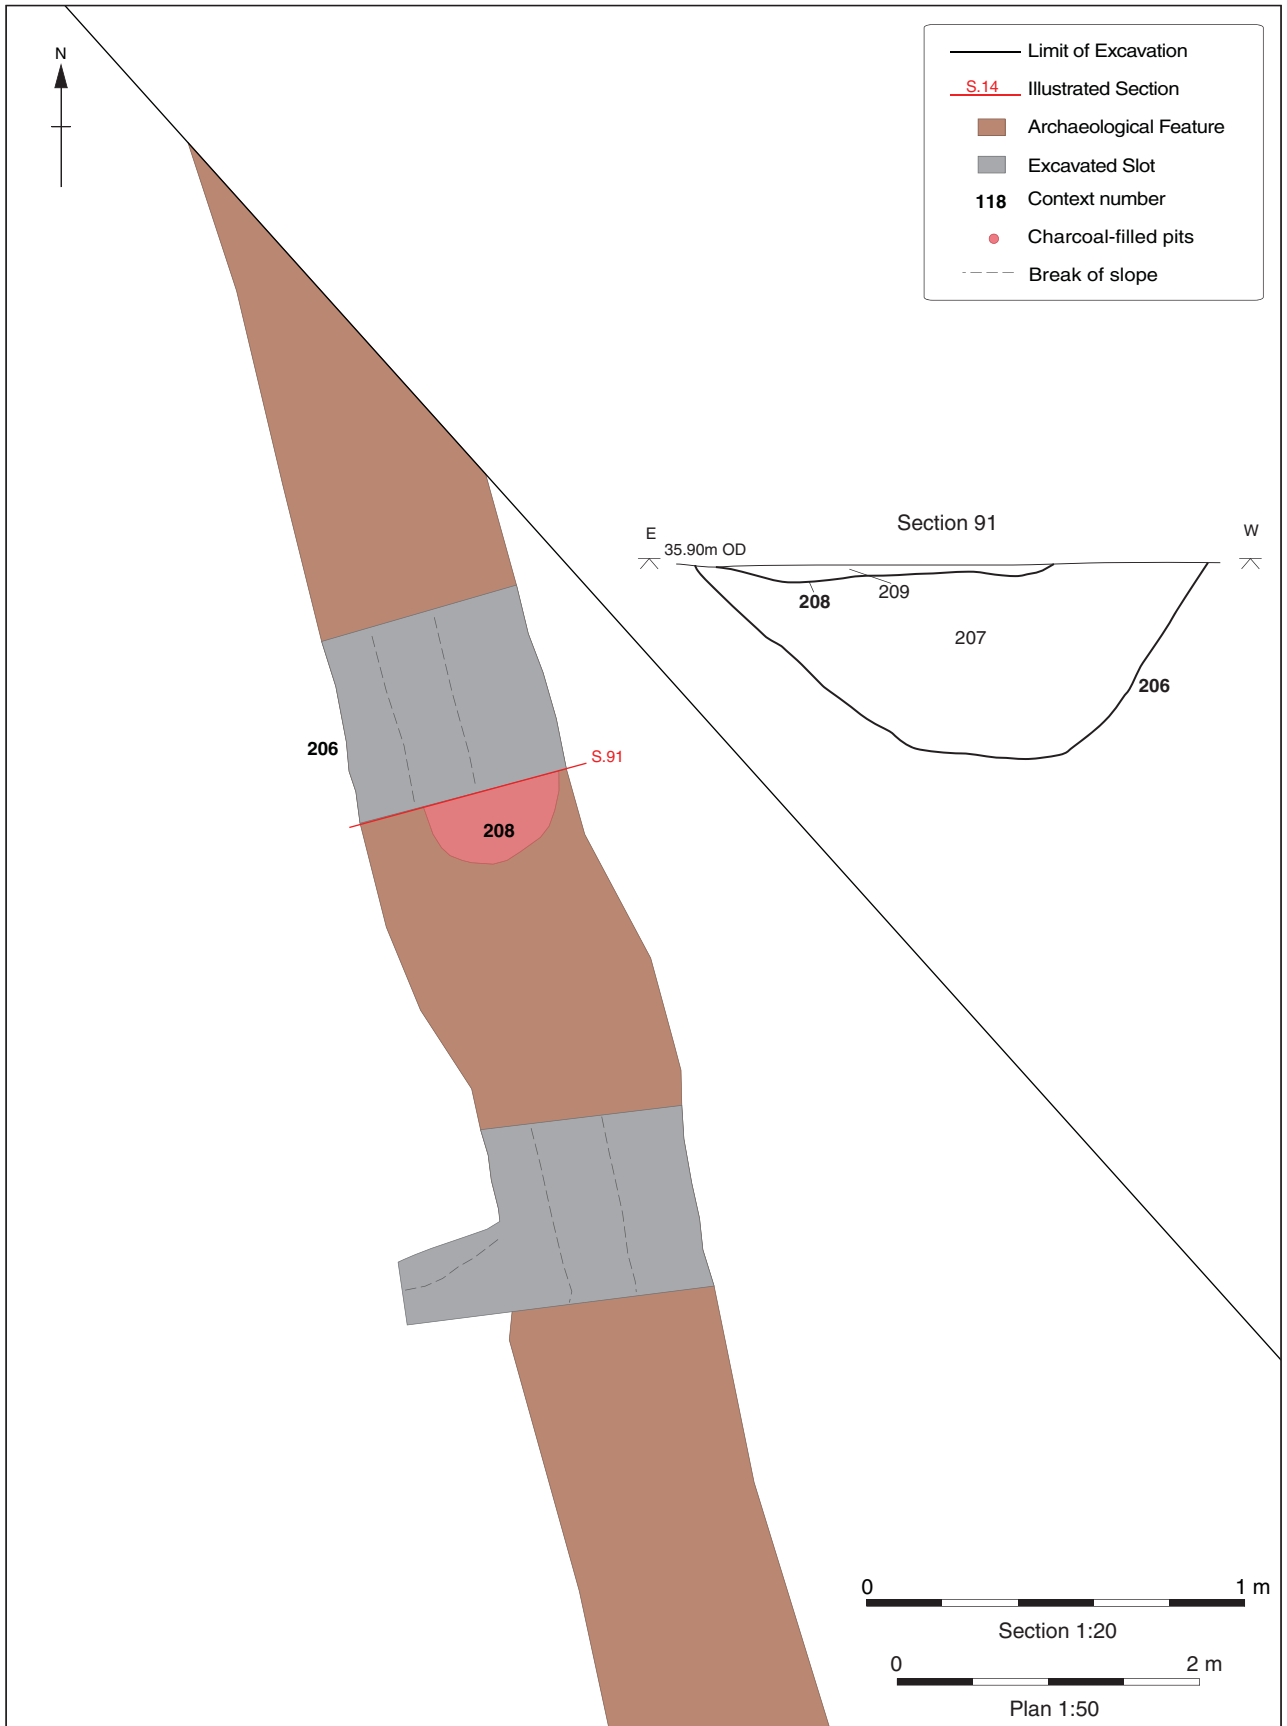 N
Limit of Excavation
S.14 Illustrated Section
Archaeological Feature
Excavated Slot
118 Context number
Charcoal-filled pits
Break of slope
Section 91
E
W
35.90m OD
208
209
207
206
206
S.91
208
0 1 m
Section 1:20
0 2 m
Plan 1:50